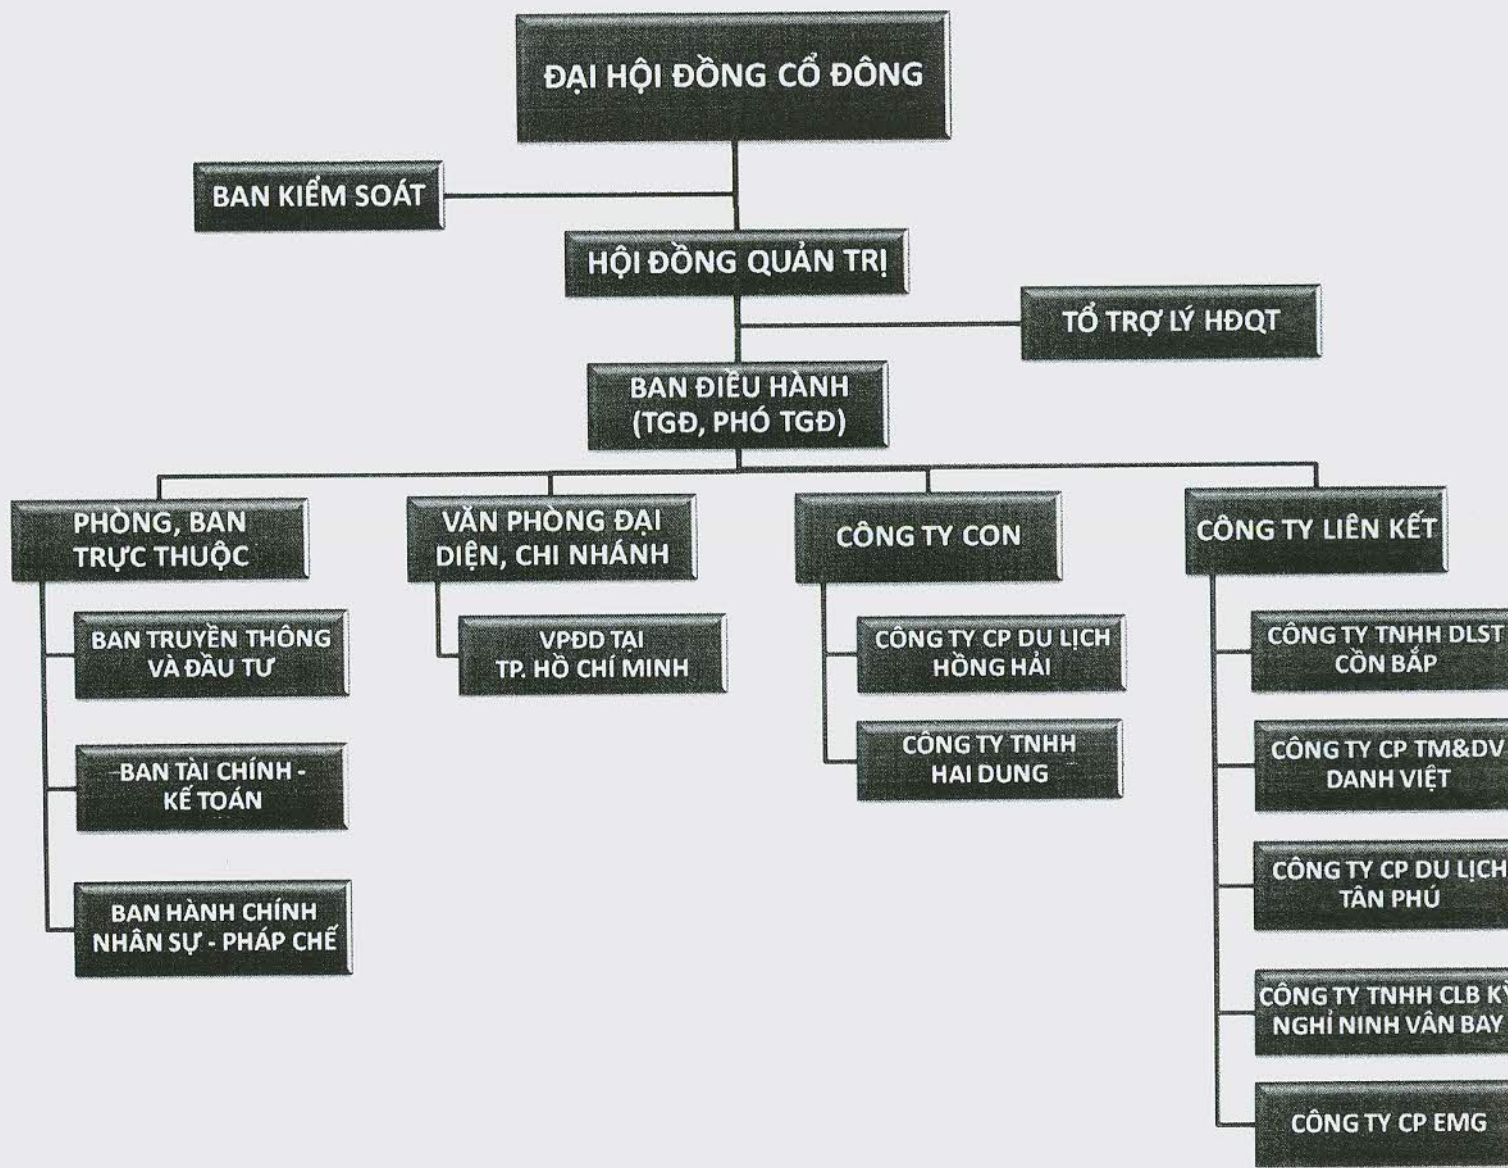 ĐẠI HỘI ĐỒNG CỔ ĐÔNG
BAN KIỂM SOÁT
HỘI ĐỒNG QUẢN TRỊ
TỔ TRỢ LÝ HĐQT
BAN ĐIỀU HÀNH
(TGĐ, PHÓ TGĐ)
PHÒNG, BAN
TRỰC THUỘC
BAN TRUYỀN THÔNG
VÀ ĐẦU TƯ
BAN TÀI CHÍNH -
KẾ TOÁN
BAN HÀNH CHÍNH
NHÂN SỰ - PHÁP CHẾ
VĂN PHÒNG ĐẠI
DIỆN, CHI NHÁNH
VPĐD TẠI
TP. HỒ CHÍ MINH
CÔNG TY CON
CÔNG TY CP DU LỊCH
HỒNG HẢI
CÔNG TY TNHH
HAI DUNG
CÔNG TY LIÊN KẾT
CÔNG TY TNHH DLST
CỒN BẮP
CÔNG TY CP TM&DV
DANH VIỆT
CÔNG TY CP DU LỊCH
TÂN PHÚ
CÔNG TY TNHH CLB KỲ
NGHỈ NINH VÂN BAY
CÔNG TY CP EMG